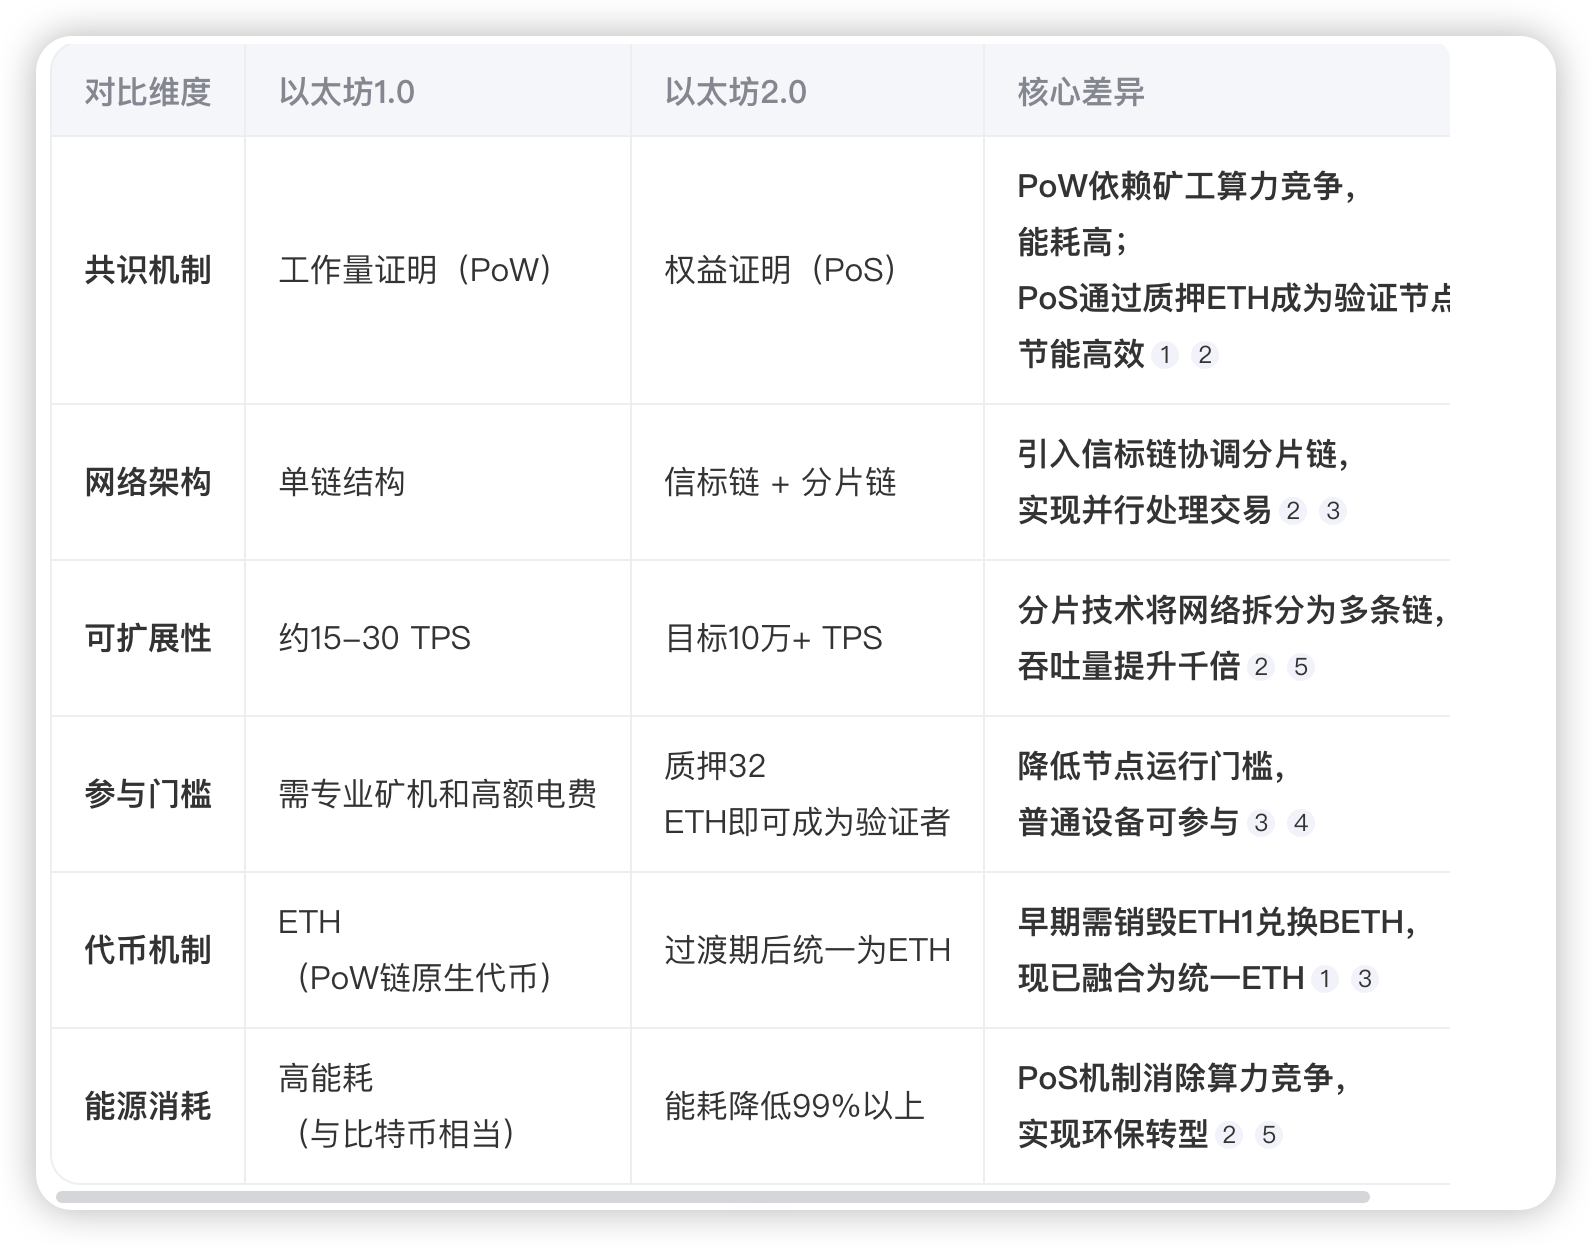 对比维度
以太坊1.0
以太坊2.0
核心差异
共识机制
工作量证明（PoW）
权益证明（PoS）
PoW依赖矿工算力竞争，
能耗高；
PoS通过质押ETH成为验证节点
节能高效 1 2
网络架构
单链结构
信标链 + 分片链
引入信标链协调分片链，
实现并行处理交易 2 3
可扩展性
约15-30 TPS
目标10万+ TPS
分片技术将网络拆分为多条链，
吞吐量提升千倍 2 5
参与门槛
需专业矿机和高额电费
质押32
ETH即可成为验证者
降低节点运行门槛，
普通设备可参与 3 4
代币机制
ETH
（PoW链原生代币）
过渡期后统一为ETH
早期需销毁ETH1兑换BETH，
现已融合为统一ETH 1 3
能源消耗
高能耗
（与比特币相当）
能耗降低99%以上
PoS机制消除算力竞争，
实现环保转型 2 5